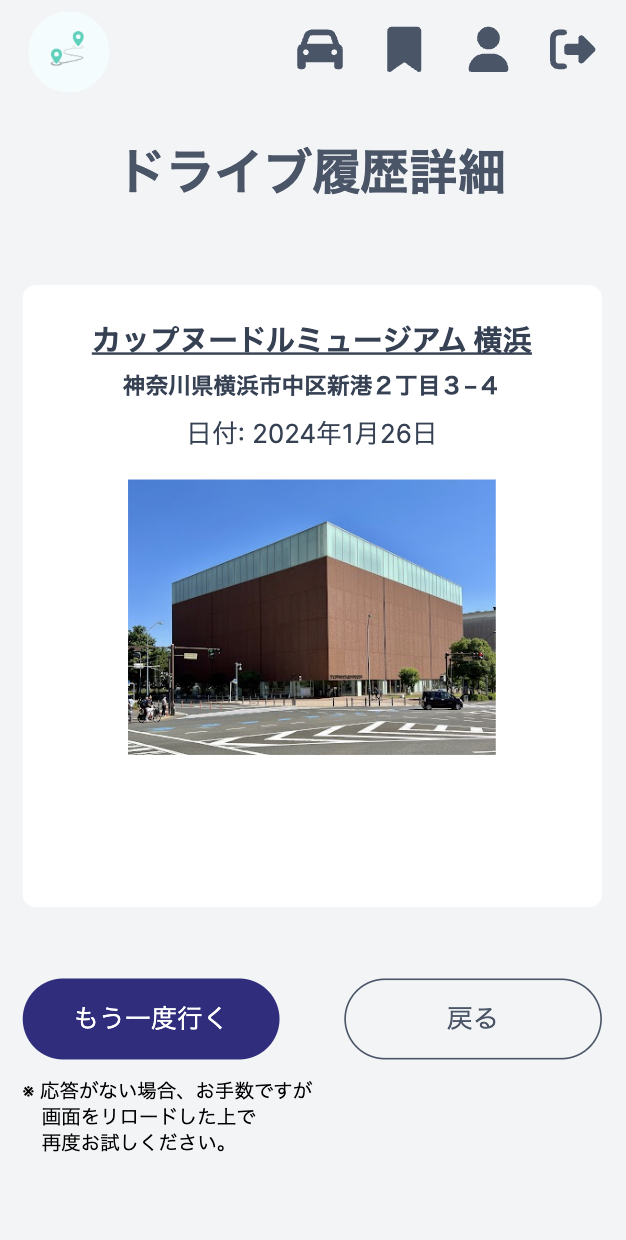 ドライブ履歴詳細
カップヌードルミュージアム 横浜
神奈川県横浜市中区新港２丁目３−４
日付: 2024年1月26日
もう一度行く
戻る
※ 応答がない場合、お手数ですが
画面をリロードした上で
再度お試しください。